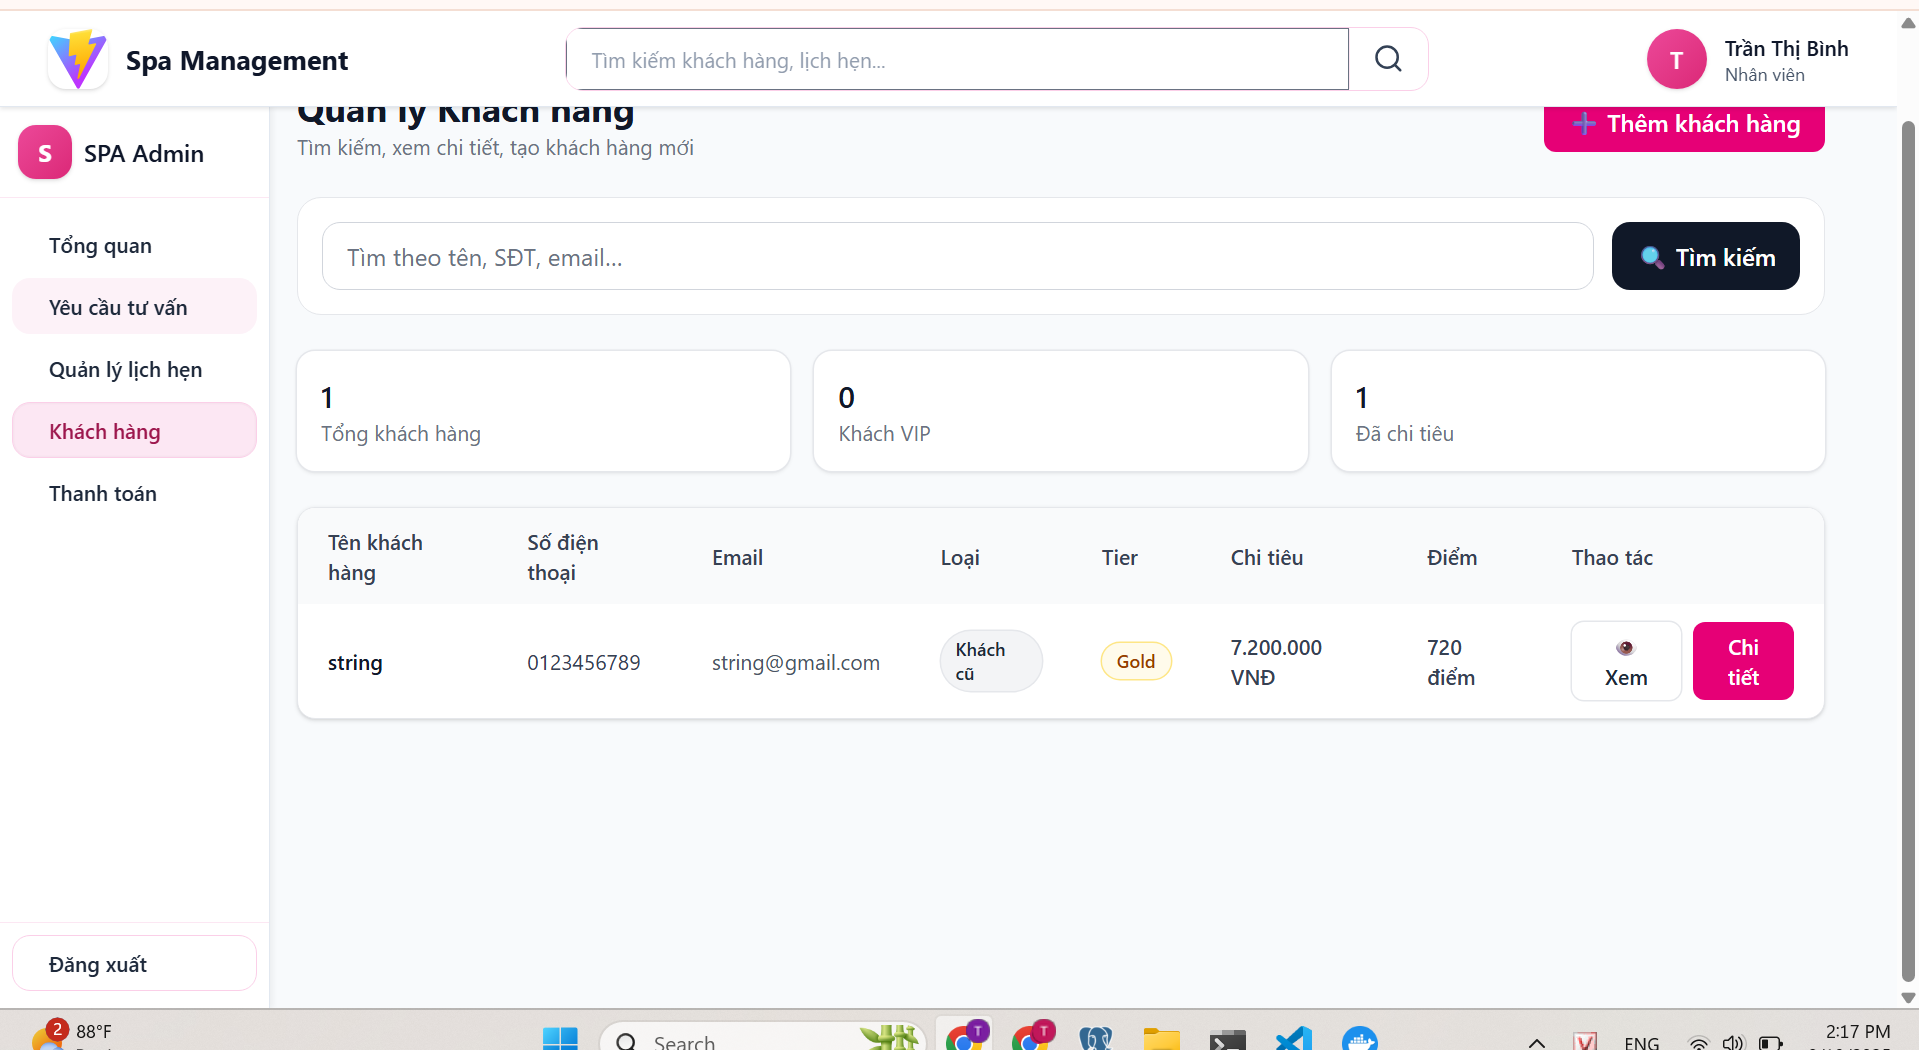 Spa Management
Tìm kiếm khách hàng, lịch hẹn...
T
Trần Thị Bình
Nhân viên
S
SPA Admin
Tổng quan
Yêu cầu tư vấn
Quản lý lịch hẹn
Khách hàng
Thanh toán
Đăng xuất
Quản lý Khách hàng
Tìm kiếm, xem chi tiết, tạo khách hàng mới
Thêm khách hàng
Tìm theo tên, SĐT, email...
Tìm kiếm
1
Tổng khách hàng
0
Khách VIP
1
Đã chi tiêu
Tên khách
hàng
Số điện
thoại
Email
Loại
Tier
Chi tiêu
Điểm
Thao tác
string
0123456789
string@gmail.com
Khách
cũ
Gold
7.200.000
VNĐ
720
điểm
Xem
Chi
tiết
2
88°F
Search
T
T
V
ENG
2:17 PM